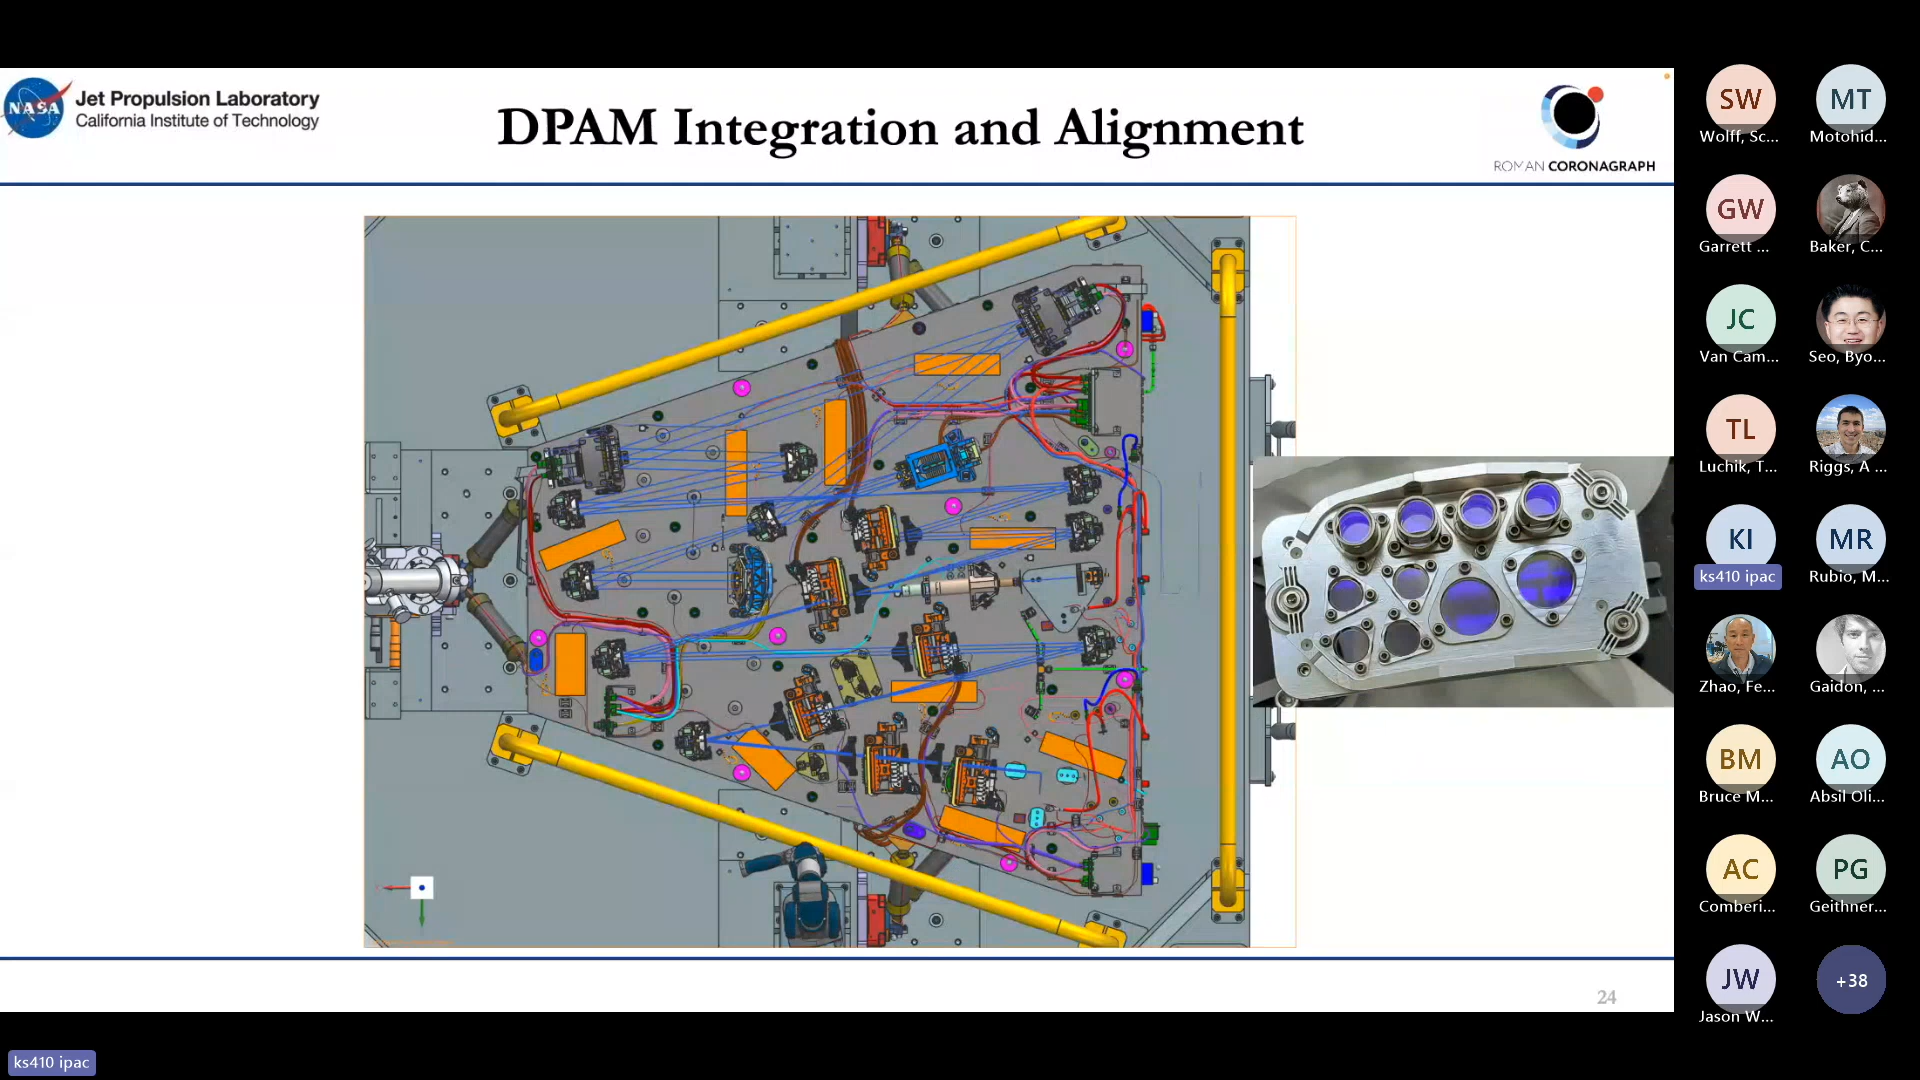 NASA
Jet Propulsion Laboratory
California Institute of Technology
DPAM Integration and Alignment
ROMAN CORONAGRAPH
24
SW
Wolff, Sc...
MT
Motohid...
GW
Garrett ...
Baker, C...
JC
Van Cam...
Seo, Byo...
TL
Luchik, T...
Riggs, A ...
KI
ks410 ipac
MR
Rubio, M...
Zhao, Fe...
Gaidon, ...
BM
Bruce M...
AO
Absil Oli...
AC
Comberi...
PG
Geithner...
JW
Jason W...
+38
ks410 ipac